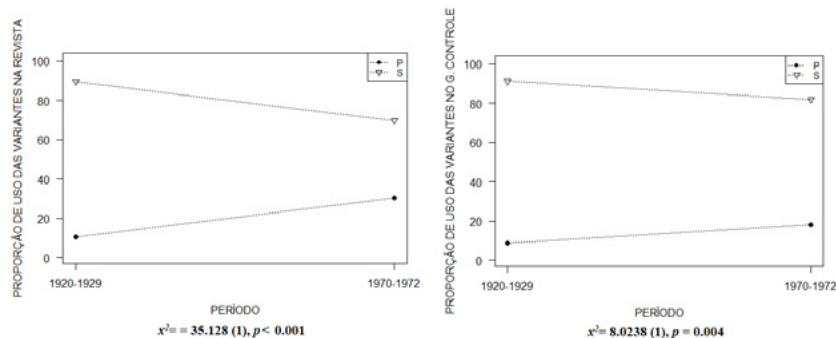 PROPORÇÃO DE USO DAS VARIANTES NA REVISTA
100
80
60
40
20
0
P
S
1920-1929
1970-1972
PERÍODO
x²= = 35.128 (1), p< 0.001
PROPORÇÃO DE USO DAS VARIANTES NO G. CONTROLE
100
80
60
40
20
0
P
S
1920-1929
1970-1972
PERÍODO
x²= 8.0238 (1), p = 0.004